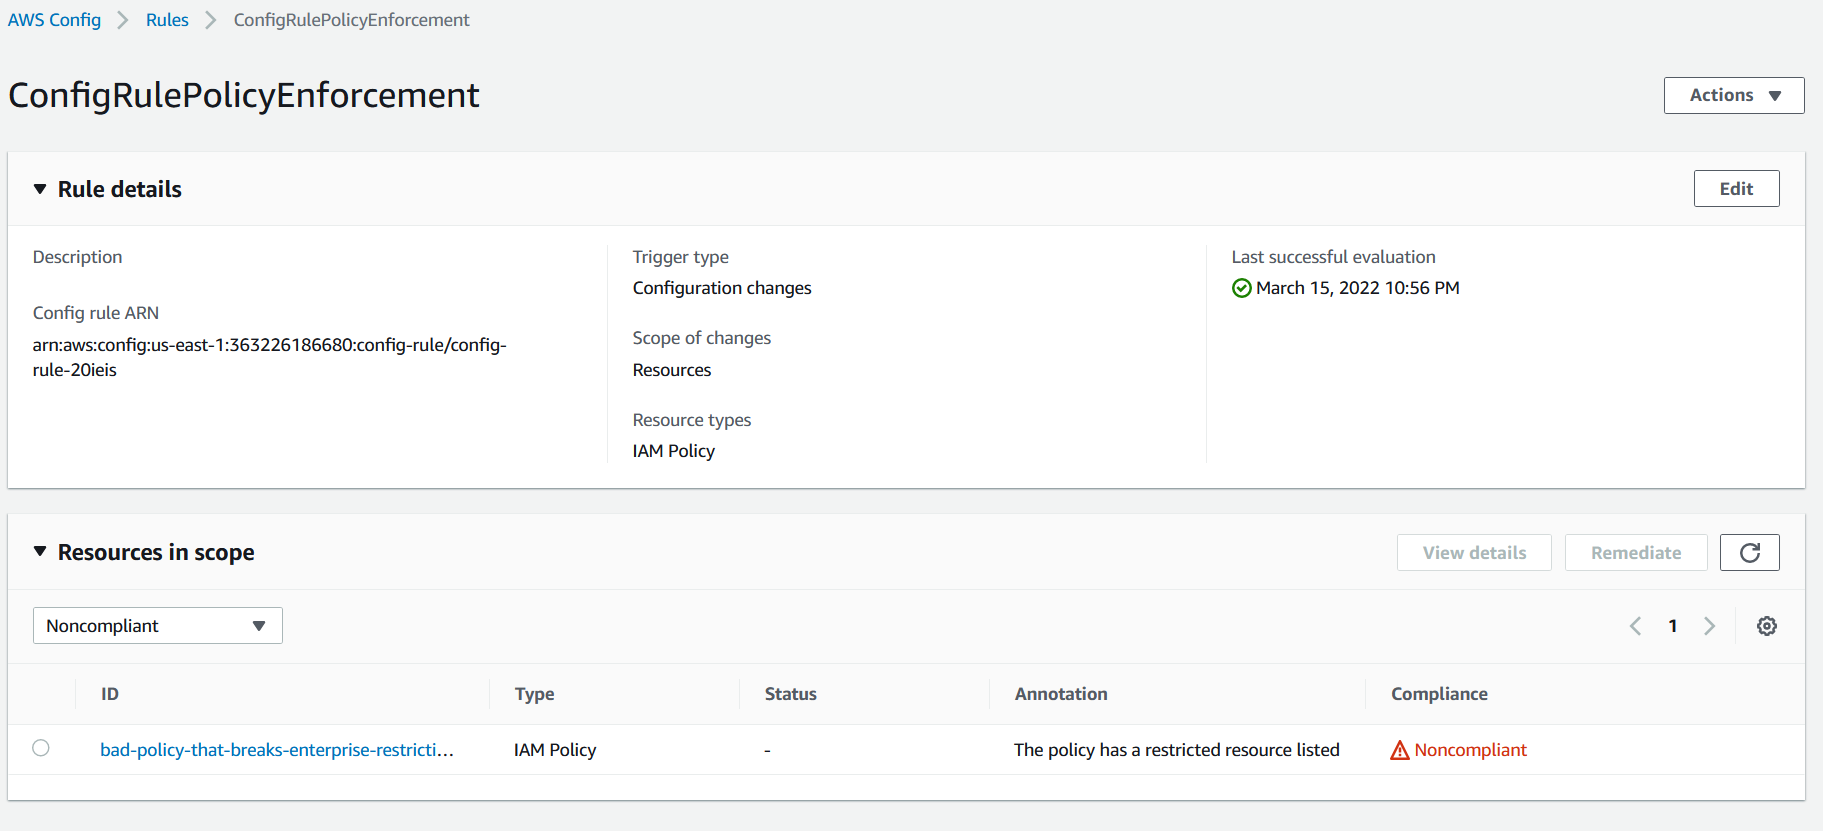 AWS Config > Rules > ConfigRulePolicyEnforcement
ConfigRulePolicyEnforcement
Actions
Rule details
Edit
Description
Config rule ARN
arn:aws:config:us-east-1:363226186680:config-rule/config-
rule-20ieis
Trigger type
Configuration changes
Scope of changes
Resources
Resource types
IAM Policy
Last successful evaluation
March 15, 2022 10:56 PM
Resources in scope
View details Remediate
Noncompliant
1
ID Type Status Annotation Compliance
bad-policy-that-breaks-enterprise-restricti... IAM Policy - The policy has a restricted resource listed Noncompliant